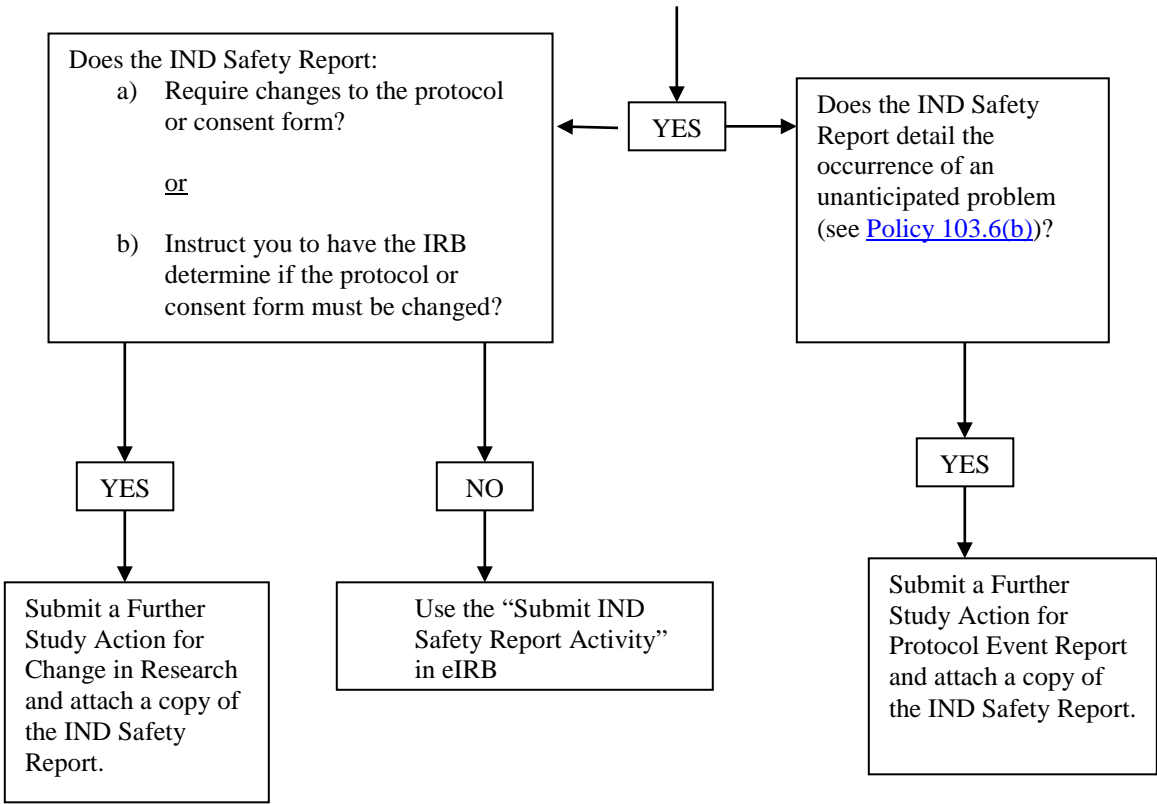 Does the IND Safety Report:
a) Require changes to the protocol
or consent form?
or
b) Instruct you to have the IRB
determine if the protocol or
consent form must be changed?
YES
Does the IND Safety
Report detail the
occurrence of an
unanticipated problem
(see Policy 103.6(b))?
YES
NO
YES
Submit a Further
Study Action for
Change in Research
and attach a copy of
the IND Safety
Report.
Use the “Submit IND
Safety Report Activity”
in eIRB
Submit a Further
Study Action for
Protocol Event Report
and attach a copy of
the IND Safety Report.